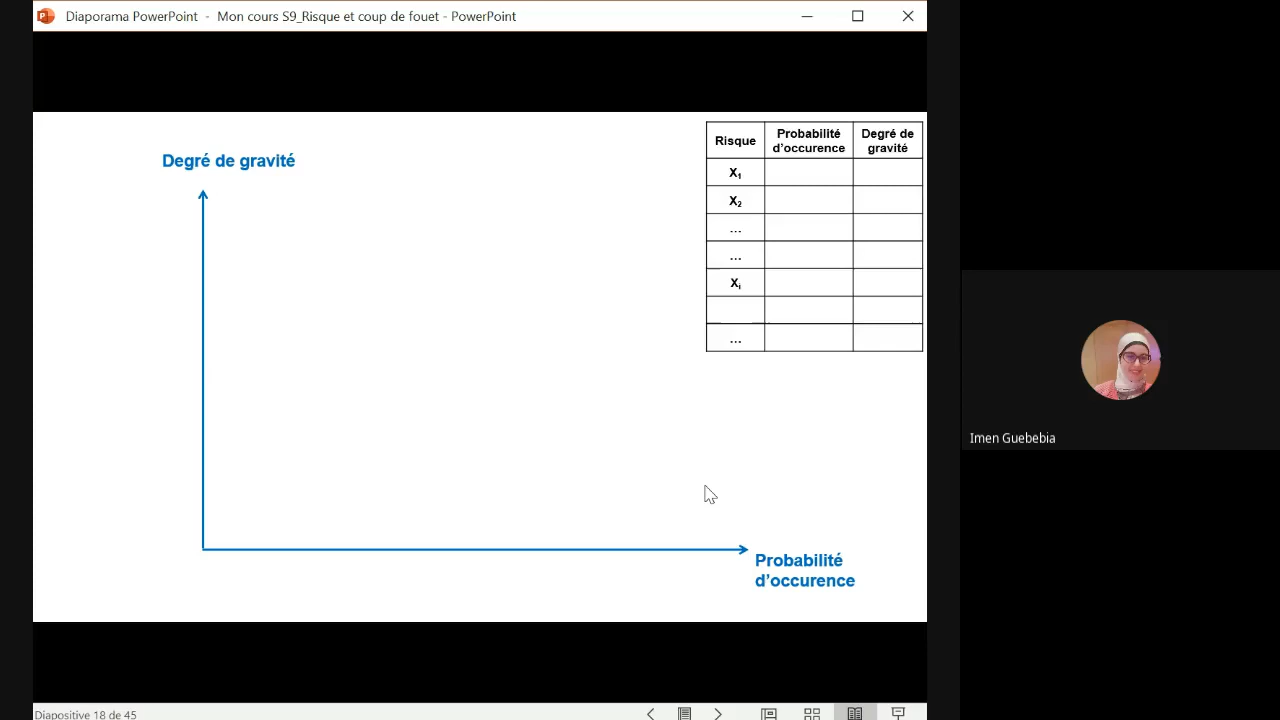 Diaporama PowerPoint - Mon cours S9_Risque et coup de fouet - PowerPoint
Degré de gravité
Risque
Probabilité d’occurence
Degré de gravité
X₁
X₂
...
...
Xᵢ
...
Probabilité
d’occurence
Imen Guebebia
Diapositive 18 de 45